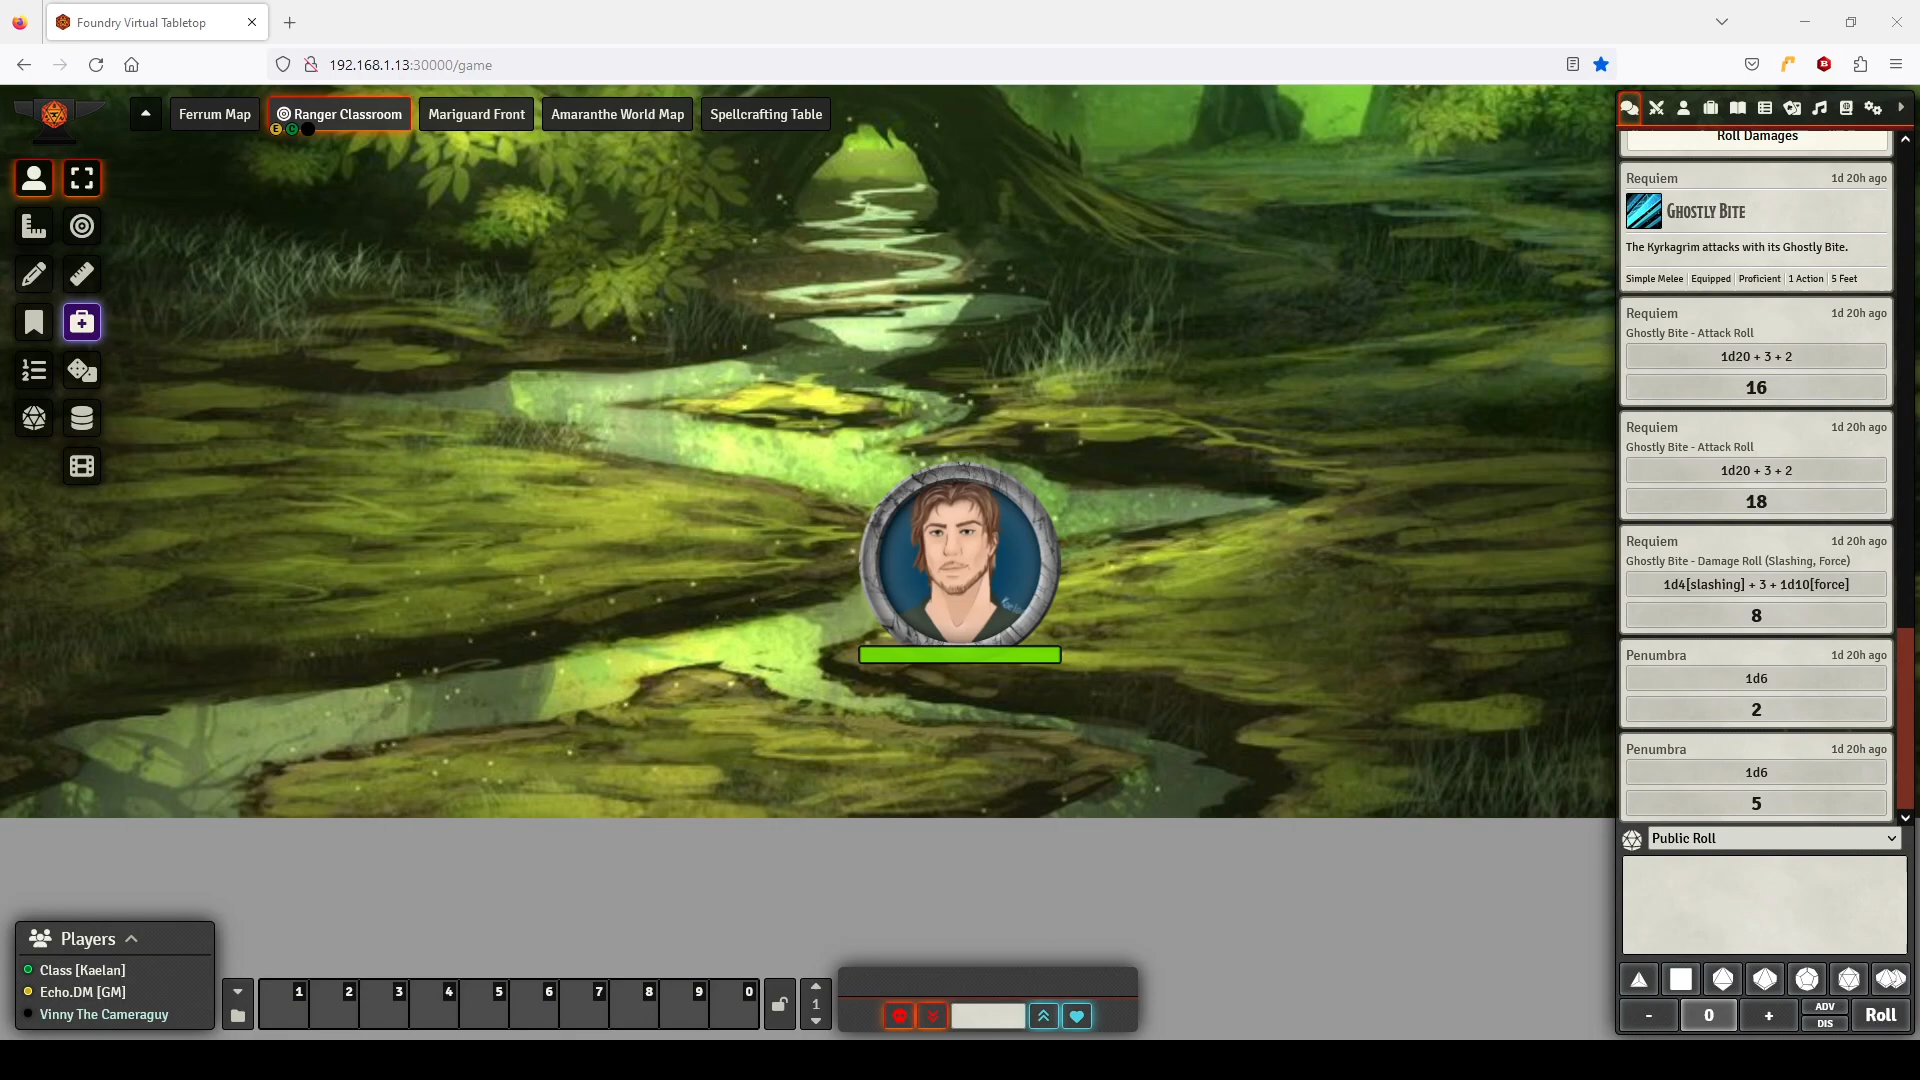 Foundry Virtual Tabletop
192.168.1.13:30000/game
Ferrum Map
Ranger Classroom
Mariguard Front
Amaranthe World Map
Spellcrafting Table
E C
Roll Damages
Requiem 1d 20h ago
Ghostly Bite
The Kyrkagrim attacks with its Ghostly Bite.
Simple Melee Equipped Proficient 1 Action 5 Feet
Requiem 1d 20h ago
Ghostly Bite - Attack Roll
1d20 + 3 + 2
16
Requiem 1d 20h ago
Ghostly Bite - Attack Roll
1d20 + 3 + 2
18
Requiem 1d 20h ago
Ghostly Bite - Damage Roll (Slashing, Force)
1d4[slashing] + 3 + 1d10[force]
8
Penumbra 1d 20h ago
1d6
2
Penumbra 1d 20h ago
1d6
5
Public Roll
- 0 + ADV DIS Roll
Players
Class [Kaelan]
Echo.DM [GM]
Vinny The Cameraguy
1 2 3 4 5 6 7 8 9 0
1